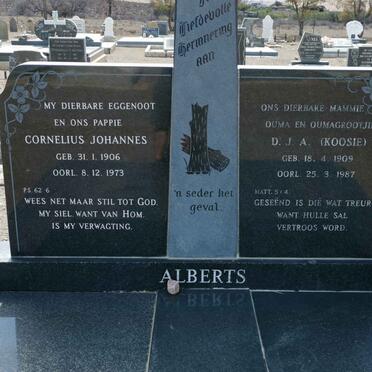 In
Liefdevolle
Herinnering
aan
MY DIERBARE EGGENOOT
EN ONS PAPPIE
CORNELIUS JOHANNES
GEB. 31. 1. 1906
OORL. 8. 12. 1973
PS. 62: 6
WEES NET MAAR STIL TOT GOD,
MY SIEL, WANT VAN HOM
IS MY VERWAGTING.
'n seder het
geval.
ONS DIERBARE MAMMIE
OUMA EN OUMAGROOTJIE
D. J. A. (KOOSIE)
GEB. 18. 4. 1909
OORL. 25. 3. 1987
MATT. 5 : 4
GESEËND IS DIÉ WAT TREUR
WANT HULLE SAL
VERTROOS WORD.
ALBERTS